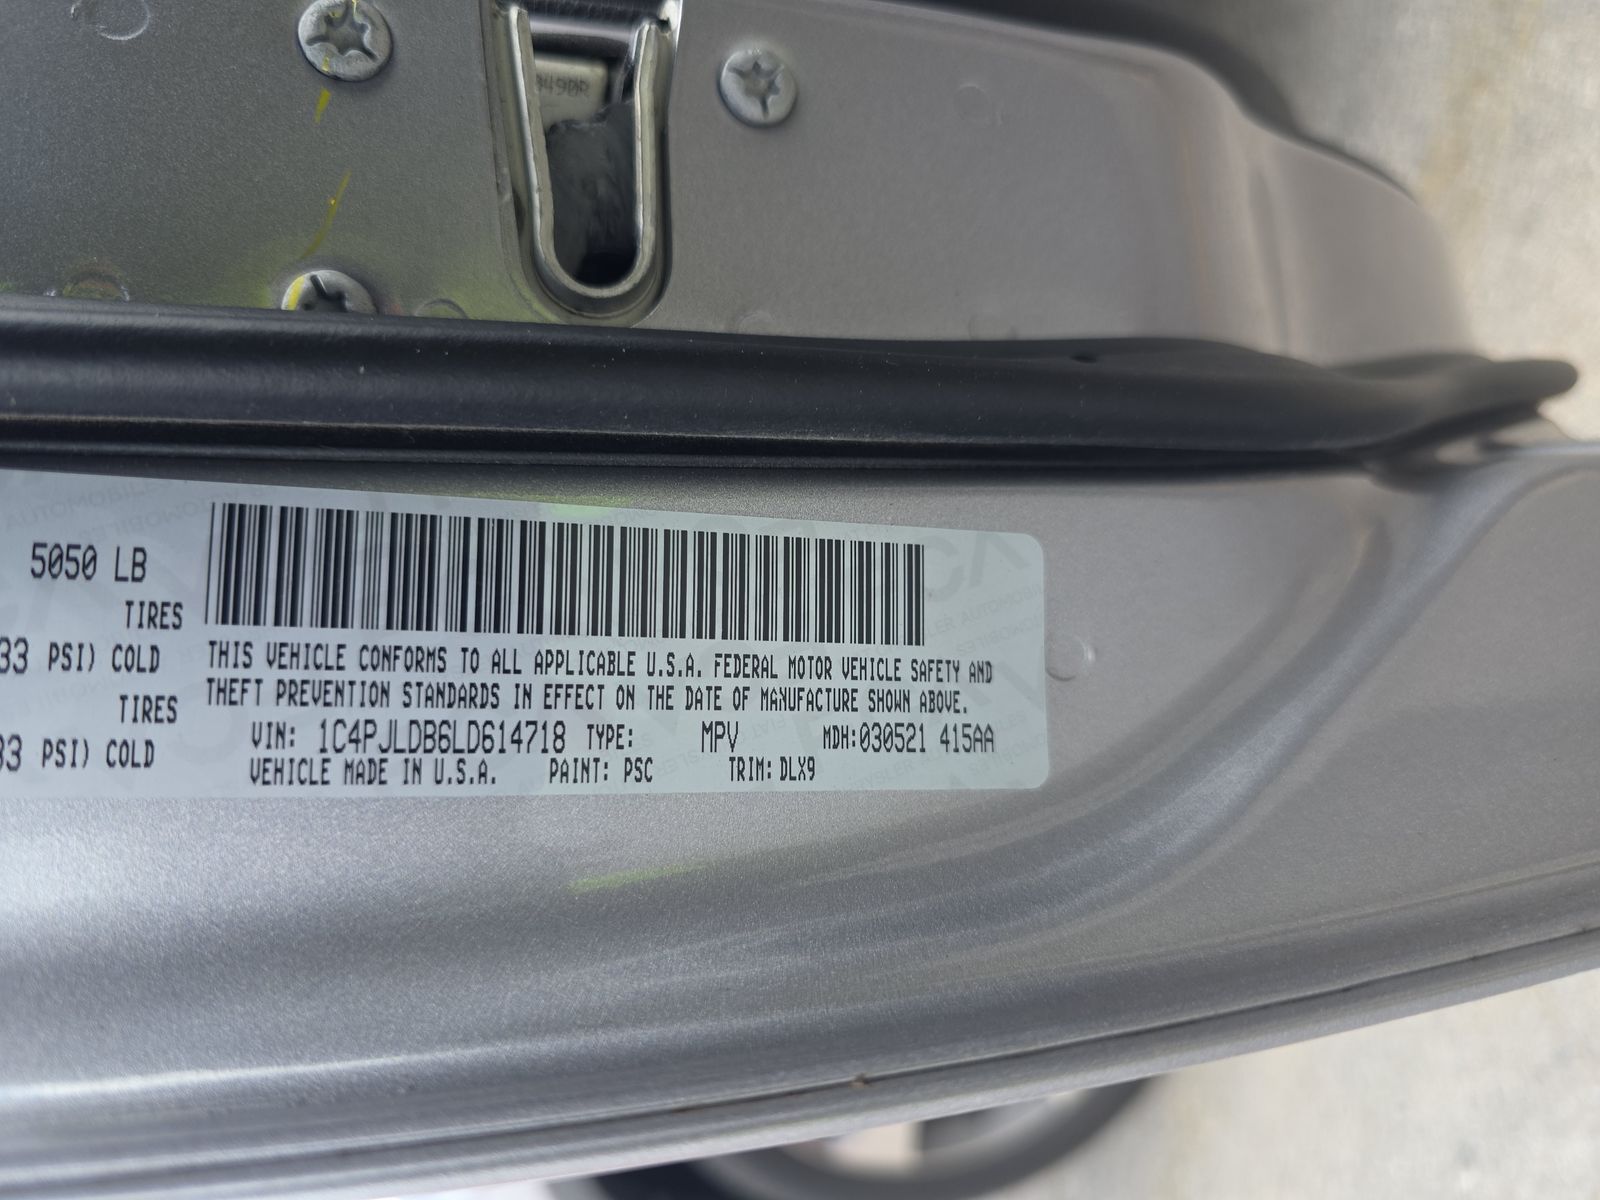 0490R
5050 LB
TIRES
33 PSI) COLD
TIRES
33 PSI) COLD
THIS VEHICLE CONFORMS TO ALL APPLICABLE U.S.A. FEDERAL MOTOR VEHICLE SAFETY AND
THEFT PREVENTION STANDARDS IN EFFECT ON THE DATE OF MANUFACTURE SHOWN ABOVE.
VIN: 1C4PJLDB6LD614718 TYPE: MPV MDH:030521 415AA
VEHICLE MADE IN U.S.A. PAINT: PSC TRIM: DLX9